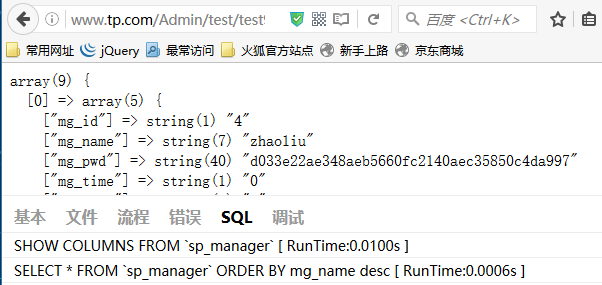 www.tp.com/Admin/test/test
百度 <Ctrl+K>
常用网址 jQuery 最常访问 火狐官方站点 新手上路 京东商城
array(9) {
[0] => array(5) {
["mg_id"] => string(1) "4"
["mg_name"] => string(7) "zhaoliu"
["mg_pwd"] => string(40) "d033e22ae348aeb5660fc2140aec35850c4da997"
["mg_time"] => string(1) "0"
基本 文件 流程 错误 SQL 调试
SHOW COLUMNS FROM `sp_manager` [ RunTime:0.0100s ]
SELECT * FROM `sp_manager` ORDER BY mg_name desc [ RunTime:0.0006s ]